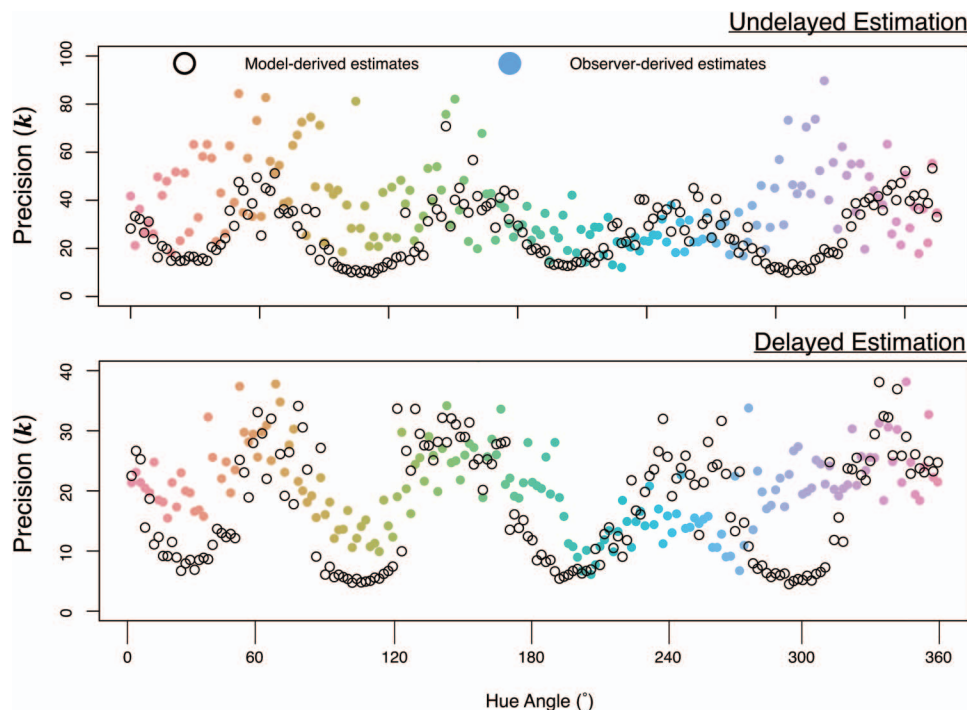 Undelayed Estimation
Model-derived estimates
Observer-derived estimates
Precision (k)
100
80
60
40
20
0
Delayed Estimation
Precision (k)
40
30
20
10
0
0 60 120 180 240 300 360
Hue Angle (°)